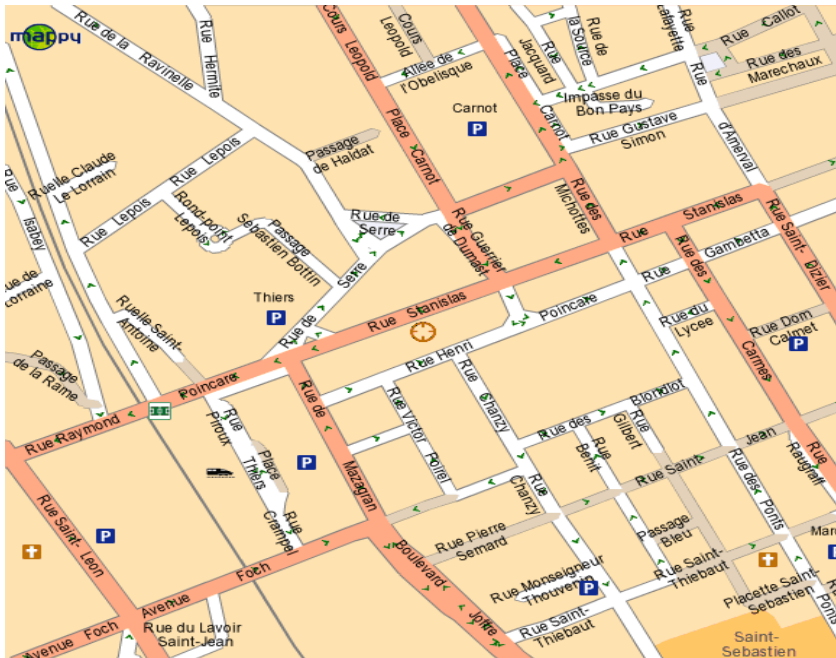 mappy
Rue de la Ravinelle
Rue Hermite
Cours Leopold
Cours
Leopold
Allée de
l'Obelisque
Place
Carnot
Jacquard
Rue de
la Source
Lafayette
Rue
d'Amerval
Rue Callot
Rue des
Marechaux
Carnot
P
Impasse du
Bon Pays
Rue Gustave
Simon
Place Carnot
Passage
de Haldat
Ruelle Claude
Le Lorrain
Rue Lepois
Rue Lepois
Rond-point
Lepois
Passage
Sebastien Bottin
Rue de
Serre
Rue Guerrier
de Dumast
Rue des
Michottes
Rue Stanislas
Rue Saint-Dizier
Rue
Isabey
Rue de
Lorraine
Thiers
P
Rue de Serre
Rue Stanislas
Rue Gambetta
Rue des
Carmes
Rue du
Lycee
Rue Dom
Calmet
P
Ruelle Saint-
Antoine
Passage
de la Rame
Rue Henri Poincare
Rue Raymond Poincare
Rue Piroux
Place
Thiers
P
Rue Crampel
Rue de Mazagran
Rue Victor Poirel
Rue Chanzy
Rue Chanzy
Rue des Blondlot
Rue
Gilbert
Rue
Benit
Rue Saint Jean
Rue
Raugraff
Rue des Ponts
Rue Saint-Leon
P
Rue Pierre
Semard
Passage
Bleu
Rue Saint-
Thiebaut
Avenue Foch
Avenue Foch
Boulevard Joffre
Rue Monseigneur
Thouvenin
P
Placette Saint-
Sebastien
Rue du Lavoir
Saint-Jean
Rue Saint-
Thiebaut
Saint-
Sebastien